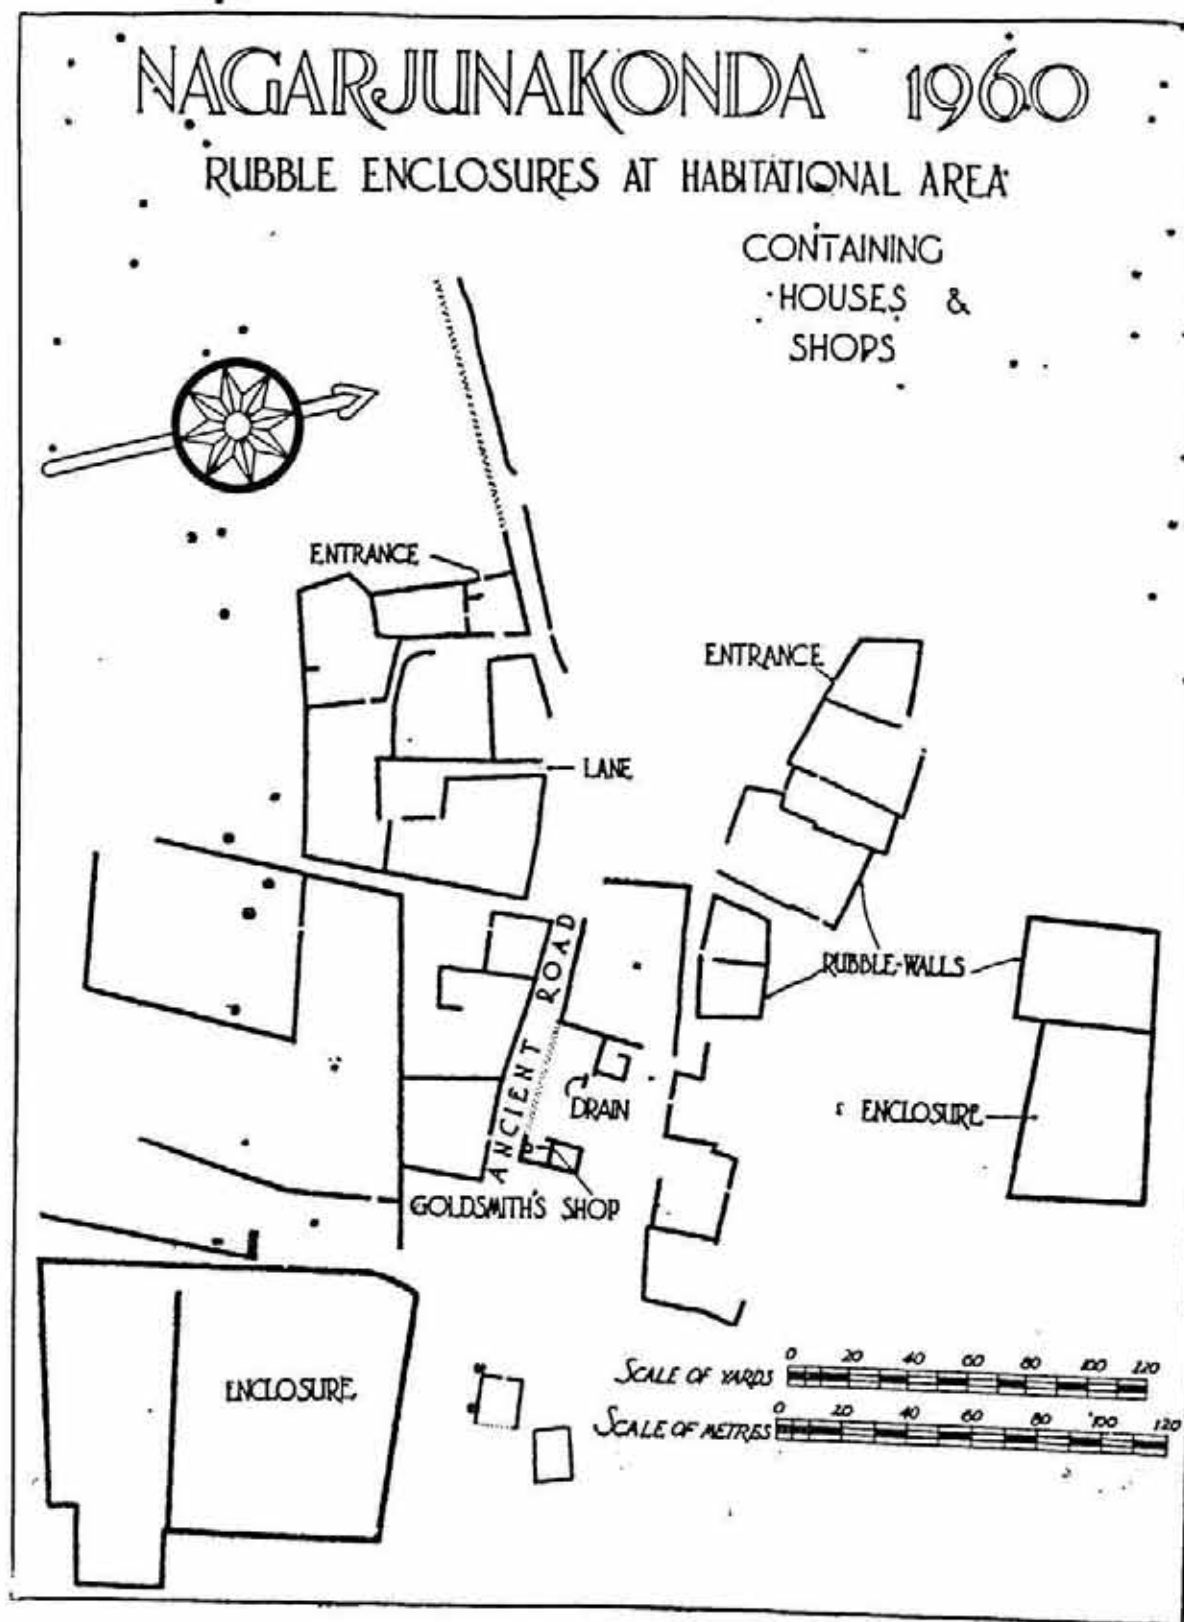 NAGARJUNAKONDA 1960
RUBBLE ENCLOSURES AT HABITATIONAL AREA
CONTAINING
HOUSES &
SHOPS
ENTRANCE
ENTRANCE
LANE
ANCIENT ROAD
RUBBLE-WALLS
DRAIN
ENCLOSURE
GOLDSMITH'S SHOP
ENCLOSURE
SCALE OF YARDS 0 20 40 60 80 100 120
SCALE OF METRES 0 20 40 60 80 100 120